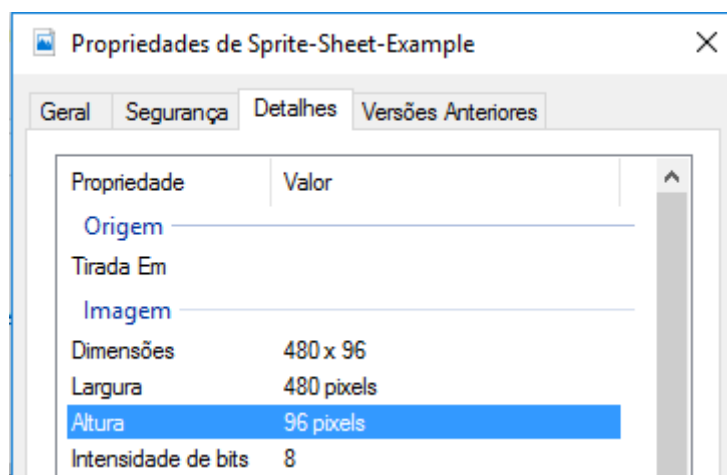 Propriedades de Sprite-Sheet-Example
Geral Segurança Detalhes Versões Anteriores
Propriedade Valor
Origem
Tirada Em
Imagem
Dimensões 480 x 96
Largura 480 pixels
Altura 96 pixels
Intensidade de bits 8